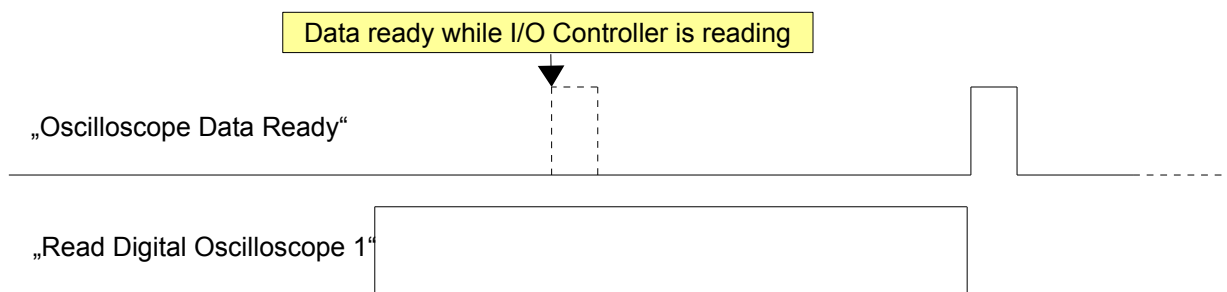 Data ready while I/O Controller is reading
„Oscilloscope Data Ready“
„Read Digital Oscilloscope 1“